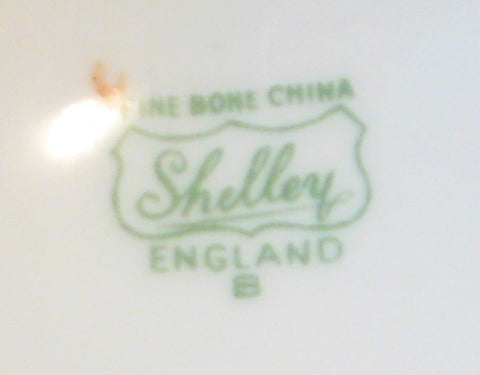 FINE BONE CHINA
Shelley
ENGLAND
B